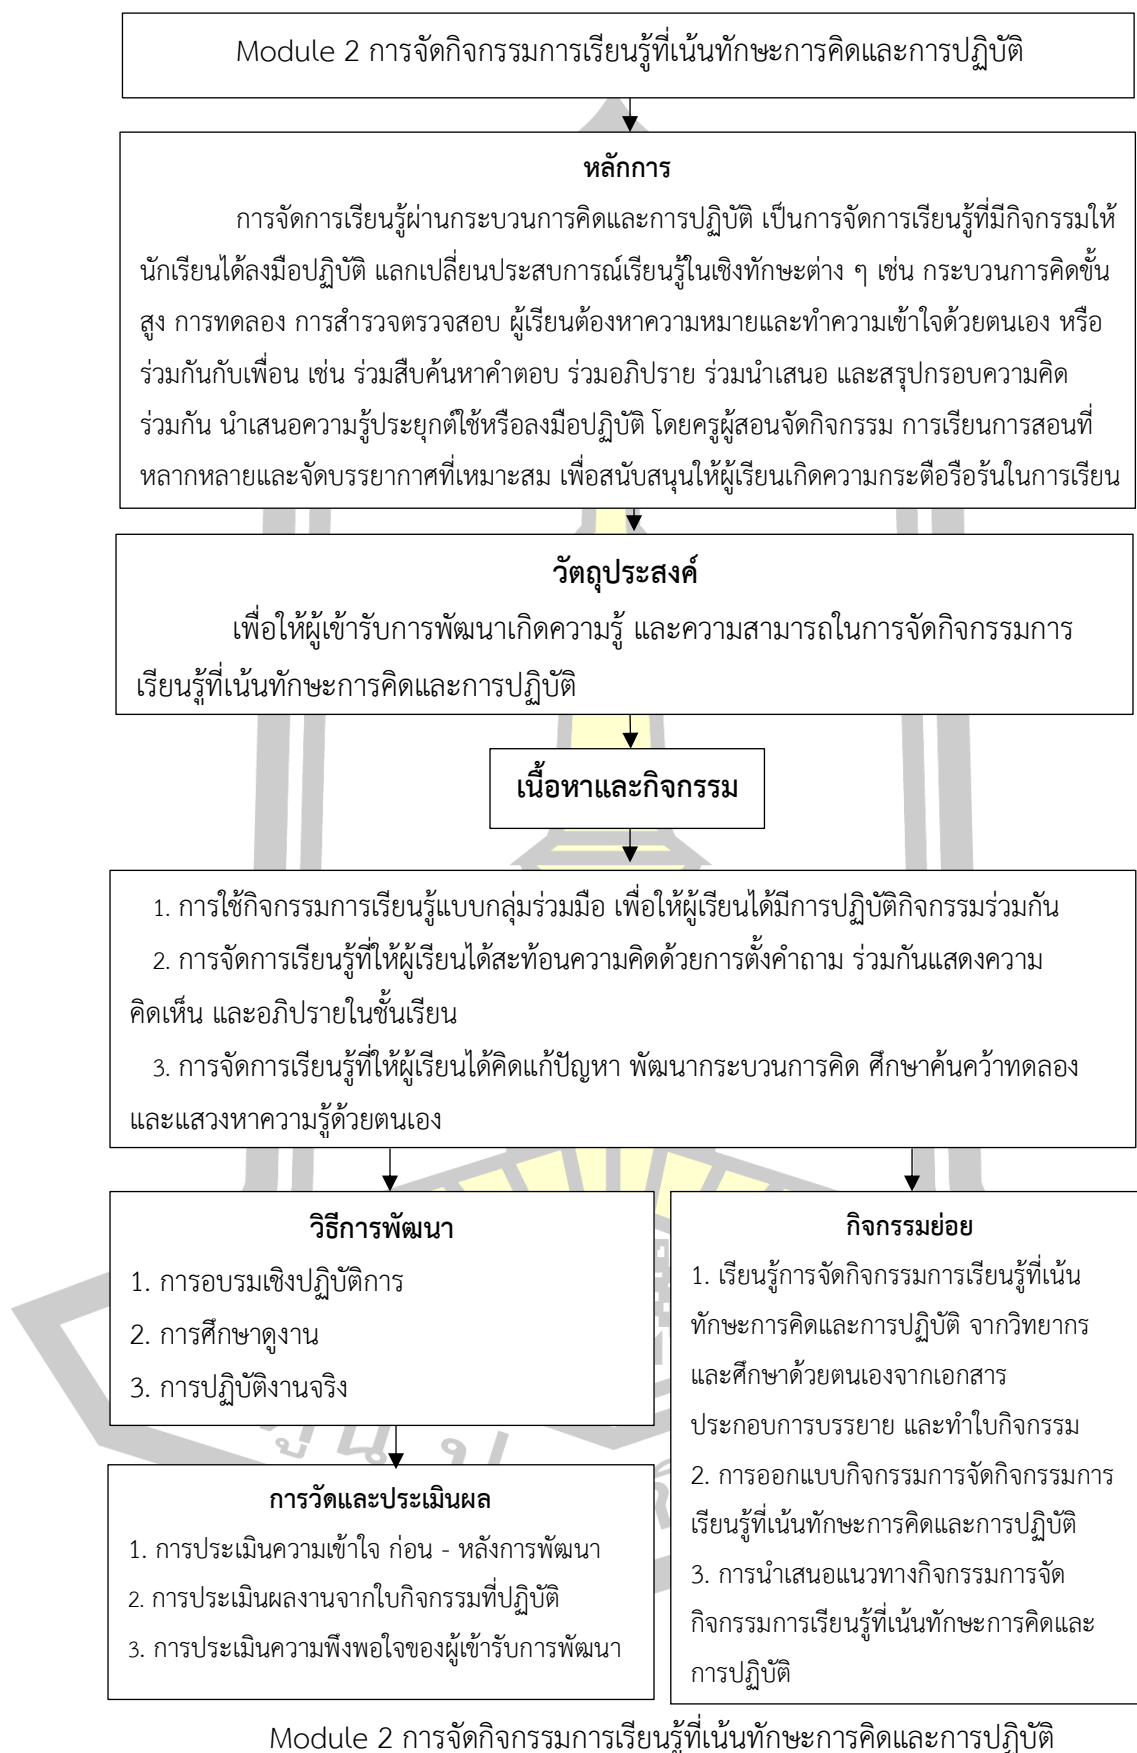 Module 2 การจัดกิจกรรมการเรียนรู้ที่เน้นทักษะการคิดและการปฏิบัติ
หลักการ
การจัดการเรียนรู้ผ่านกระบวนการคิดและการปฏิบัติ เป็นการจัดการเรียนรู้ที่มีกิจกรรมให้
นักเรียนได้ลงมือปฏิบัติ แลกเปลี่ยนประสบการณ์เรียนรู้ในเชิงทักษะต่าง ๆ เช่น กระบวนการคิดขั้น
สูง การทดลอง การสำรวจตรวจสอบ ผู้เรียนต้องหาความหมายและทำความเข้าใจด้วยตนเอง หรือ
ร่วมกันกับเพื่อน เช่น ร่วมสืบค้นหาคำตอบ ร่วมอภิปราย ร่วมนำเสนอ และสรุปกรอบความคิด
ร่วมกัน นำเสนอความรู้ประยุกต์ใช้หรือลงมือปฏิบัติ โดยครูผู้สอนจัดกิจกรรม การเรียนการสอนที่
หลากหลายและจัดบรรยากาศที่เหมาะสม เพื่อสนับสนุนให้ผู้เรียนเกิดความกระตือรือร้นในการเรียน
วัตถุประสงค์
เพื่อให้ผู้เข้ารับการพัฒนาเกิดความรู้ และความสามารถในการจัดกิจกรรมการ
เรียนรู้ที่เน้นทักษะการคิดและการปฏิบัติ
เนื้อหาและกิจกรรม
1. การใช้กิจกรรมการเรียนรู้แบบกลุ่มร่วมมือ เพื่อให้ผู้เรียนได้มีการปฏิบัติกิจกรรมร่วมกัน
2. การจัดการเรียนรู้ที่ให้ผู้เรียนได้สะท้อนความคิดด้วยการตั้งคำถาม ร่วมกันแสดงความ
คิดเห็น และอภิปรายในชั้นเรียน
3. การจัดการเรียนรู้ที่ให้ผู้เรียนได้คิดแก้ปัญหา พัฒนากระบวนการคิด ศึกษาค้นคว้าทดลอง
และแสวงหาความรู้ด้วยตนเอง
วิธีการพัฒนา
1. การอบรมเชิงปฏิบัติการ
2. การศึกษาดูงาน
3. การปฏิบัติงานจริง
การวัดและประเมินผล
1. การประเมินความเข้าใจ ก่อน - หลังการพัฒนา
2. การประเมินผลงานจากใบกิจกรรมที่ปฏิบัติ
3. การประเมินความพึงพอใจของผู้เข้ารับการพัฒนา
กิจกรรมย่อย
1. เรียนรู้การจัดกิจกรรมการเรียนรู้ที่เน้น
ทักษะการคิดและการปฏิบัติ จากวิทยากร
และศึกษาด้วยตนเองจากเอกสาร
ประกอบการบรรยาย และทำใบกิจกรรม
2. การออกแบบกิจกรรมการจัดกิจกรรมการ
เรียนรู้ที่เน้นทักษะการคิดและการปฏิบัติ
3. การนำเสนอแนวทางกิจกรรมการจัด
กิจกรรมการเรียนรู้ที่เน้นทักษะการคิดและ
การปฏิบัติ
Module 2 การจัดกิจกรรมการเรียนรู้ที่เน้นทักษะการคิดและการปฏิบัติ